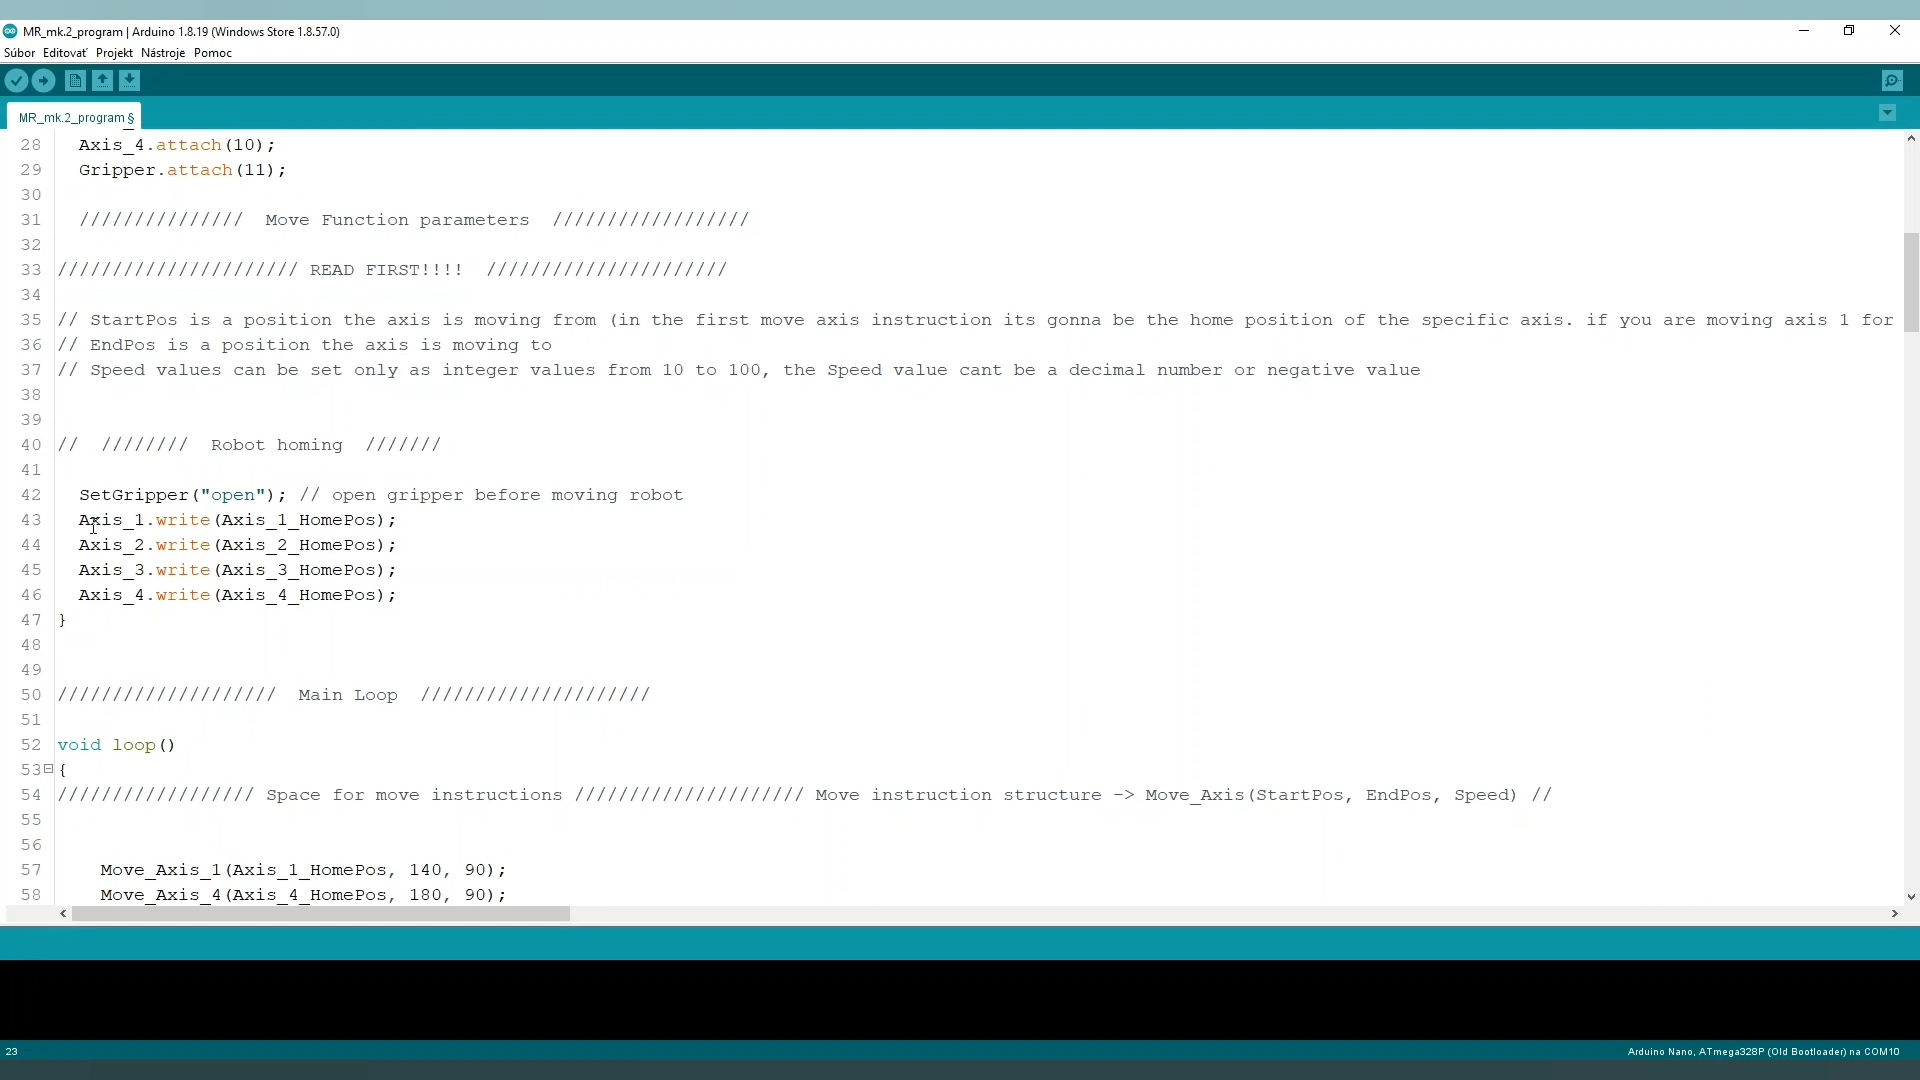 MR_mk.2_program | Arduino 1.8.19 (Windows Store 1.8.57.0)
Súbor Editovať Projekt Nástroje Pomoc
MR_mk.2_program §
28 Axis_4.attach(10);
29 Gripper.attach(11);
30
31 /////////////// Move Function parameters //////////////////
32
33 ////////////////////// READ FIRST!!!! //////////////////////
34
35 // StartPos is a position the axis is moving from (in the first move axis instruction its gonna be the home position of the specific axis. if you are moving axis 1 for
36 // EndPos is a position the axis is moving to
37 // Speed values can be set only as integer values from 10 to 100, the Speed value cant be a decimal number or negative value
38
39
40 // //////// Robot homing ///////
41
42 SetGripper("open"); // open gripper before moving robot
43 Axis_1.write(Axis_1_HomePos);
44 Axis_2.write(Axis_2_HomePos);
45 Axis_3.write(Axis_3_HomePos);
46 Axis_4.write(Axis_4_HomePos);
47 }
48
49
50 //////////////////// Main Loop /////////////////////
51
52 void loop()
53 {
54 ////////////////// Space for move instructions ///////////////////// Move instruction structure -> Move_Axis(StartPos, EndPos, Speed) //
55
56
57 Move_Axis_1(Axis_1_HomePos, 140, 90);
58 Move_Axis_4(Axis_4_HomePos, 180, 90);
23
Arduino Nano, ATmega328P (Old Bootloader) na COM10